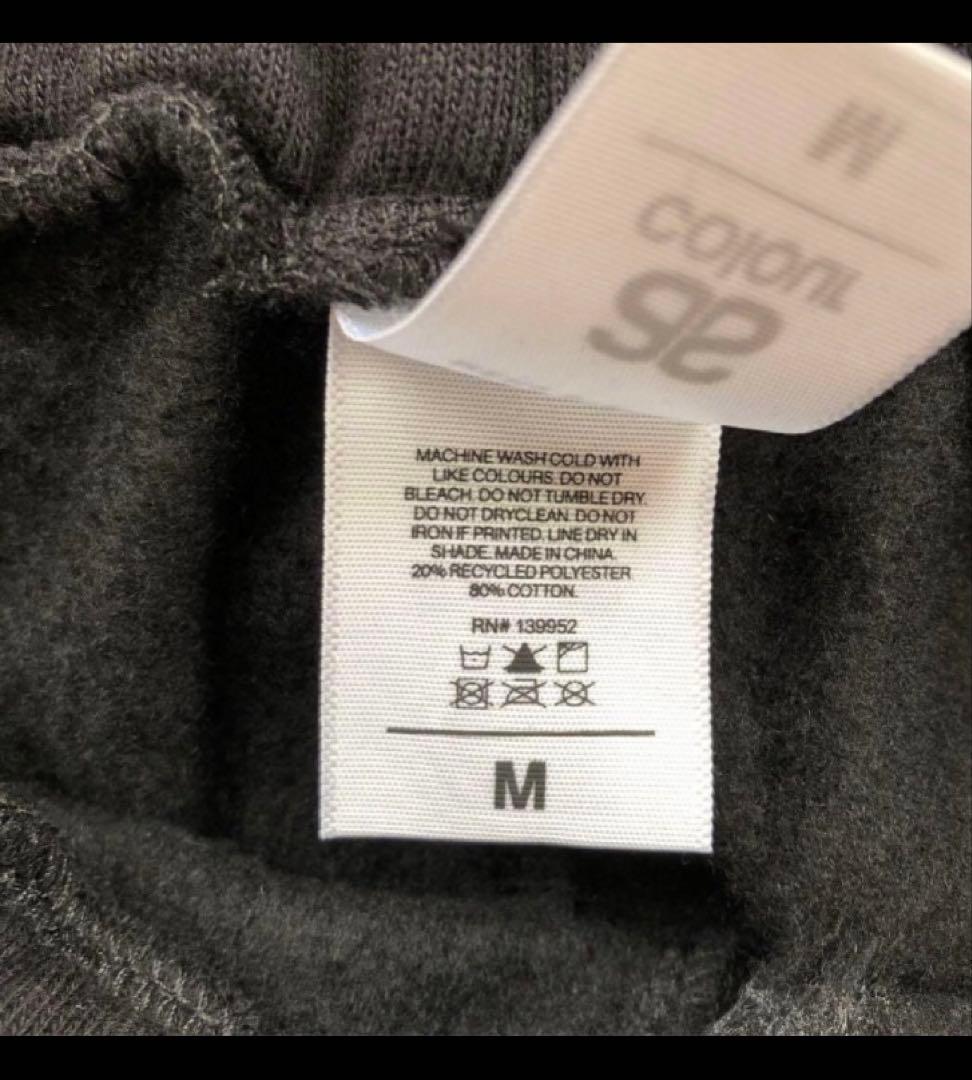 M
MACHINE WASH COLD WITH
LIKE COLOURS. DO NOT
BLEACH. DO NOT TUMBLE DRY.
DO NOT DRYCLEAN. DO NOT
IRON IF PRINTED. LINE DRY IN
SHADE. MADE IN CHINA.
20% RECYCLED POLYESTER
80% COTTON.
RN# 139952
M